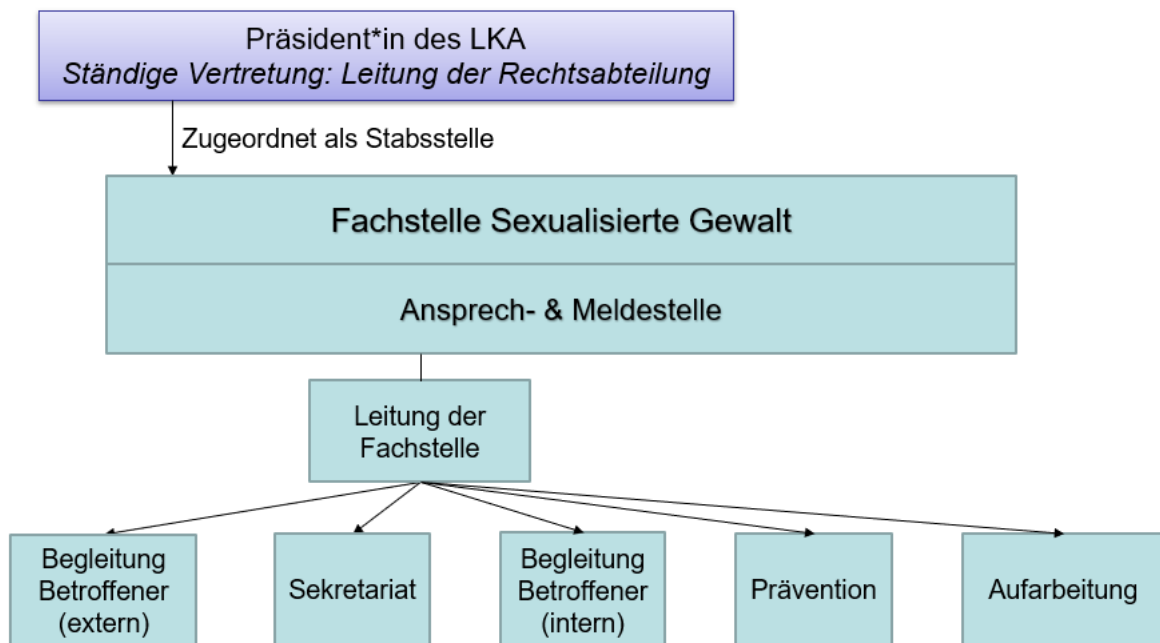 Präsident*in des LKA
Ständige Vertretung: Leitung der Rechtsabteilung
Zugeordnet als Stabsstelle
Fachstelle Sexualisierte Gewalt
Ansprech- & Meldestelle
Leitung der
Fachstelle
Begleitung
Betroffener
(extern)
Sekretariat
Begleitung
Betroffener
(intern)
Prävention
Aufarbeitung